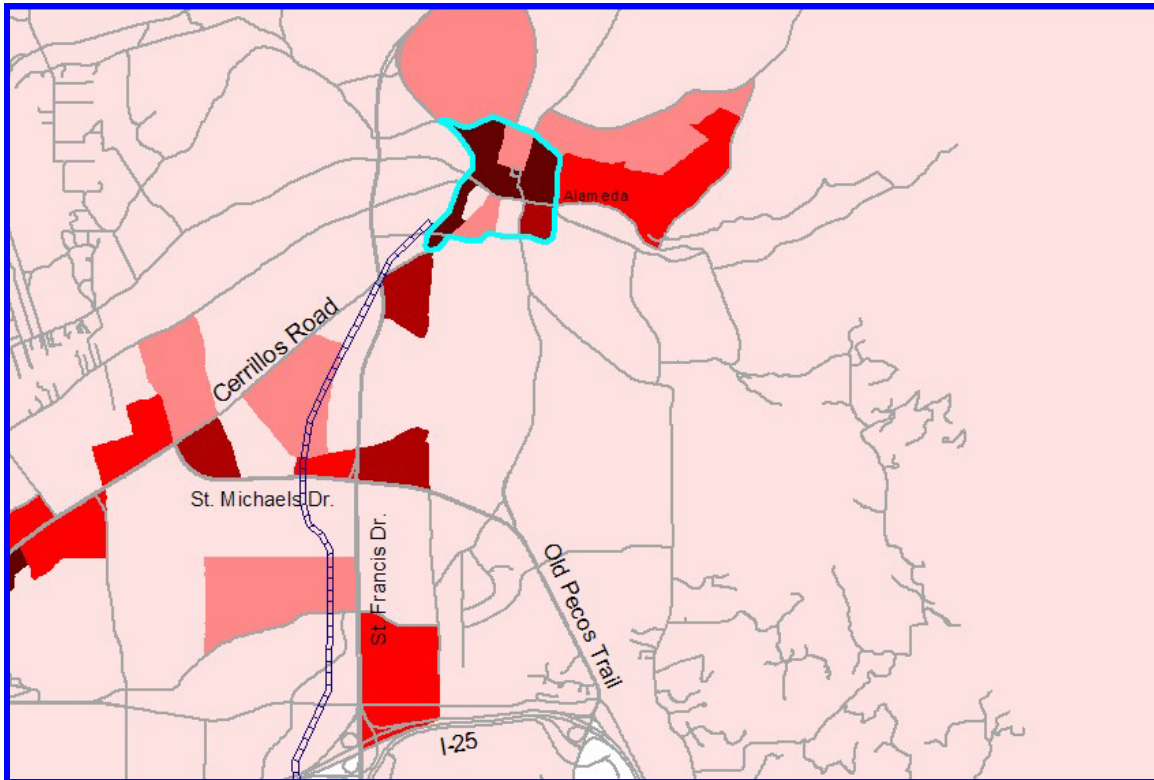 Alameda
Cerrillos Road
St. Michaels Dr.
St. Francis Dr.
Old Pecos Trail
I-25